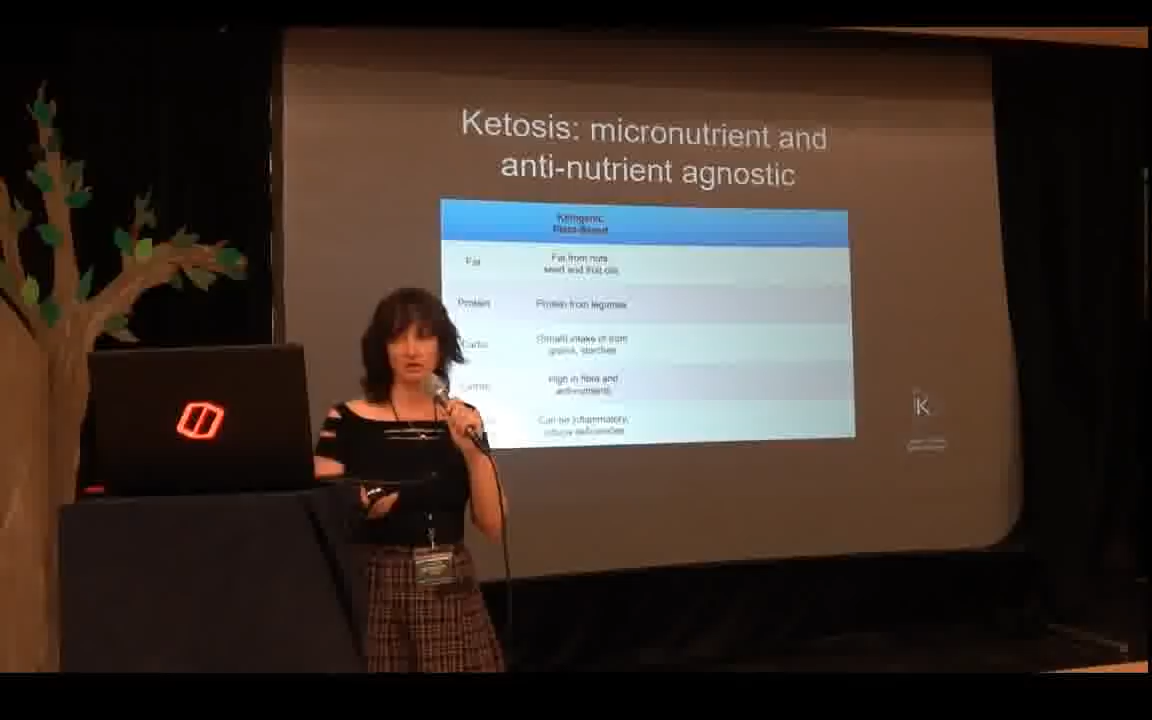 Ketosis: micronutrient and
anti-nutrient agnostic
Ketogenic
Plant-Based
Fat
Fat from nuts
seed and fruit oils
Protein
Protein from legumes
Carbs
(Small) intake of from
grains, starches
High in fibre and
anti-nutrients
Can be inflammatory,
deficiencies
K